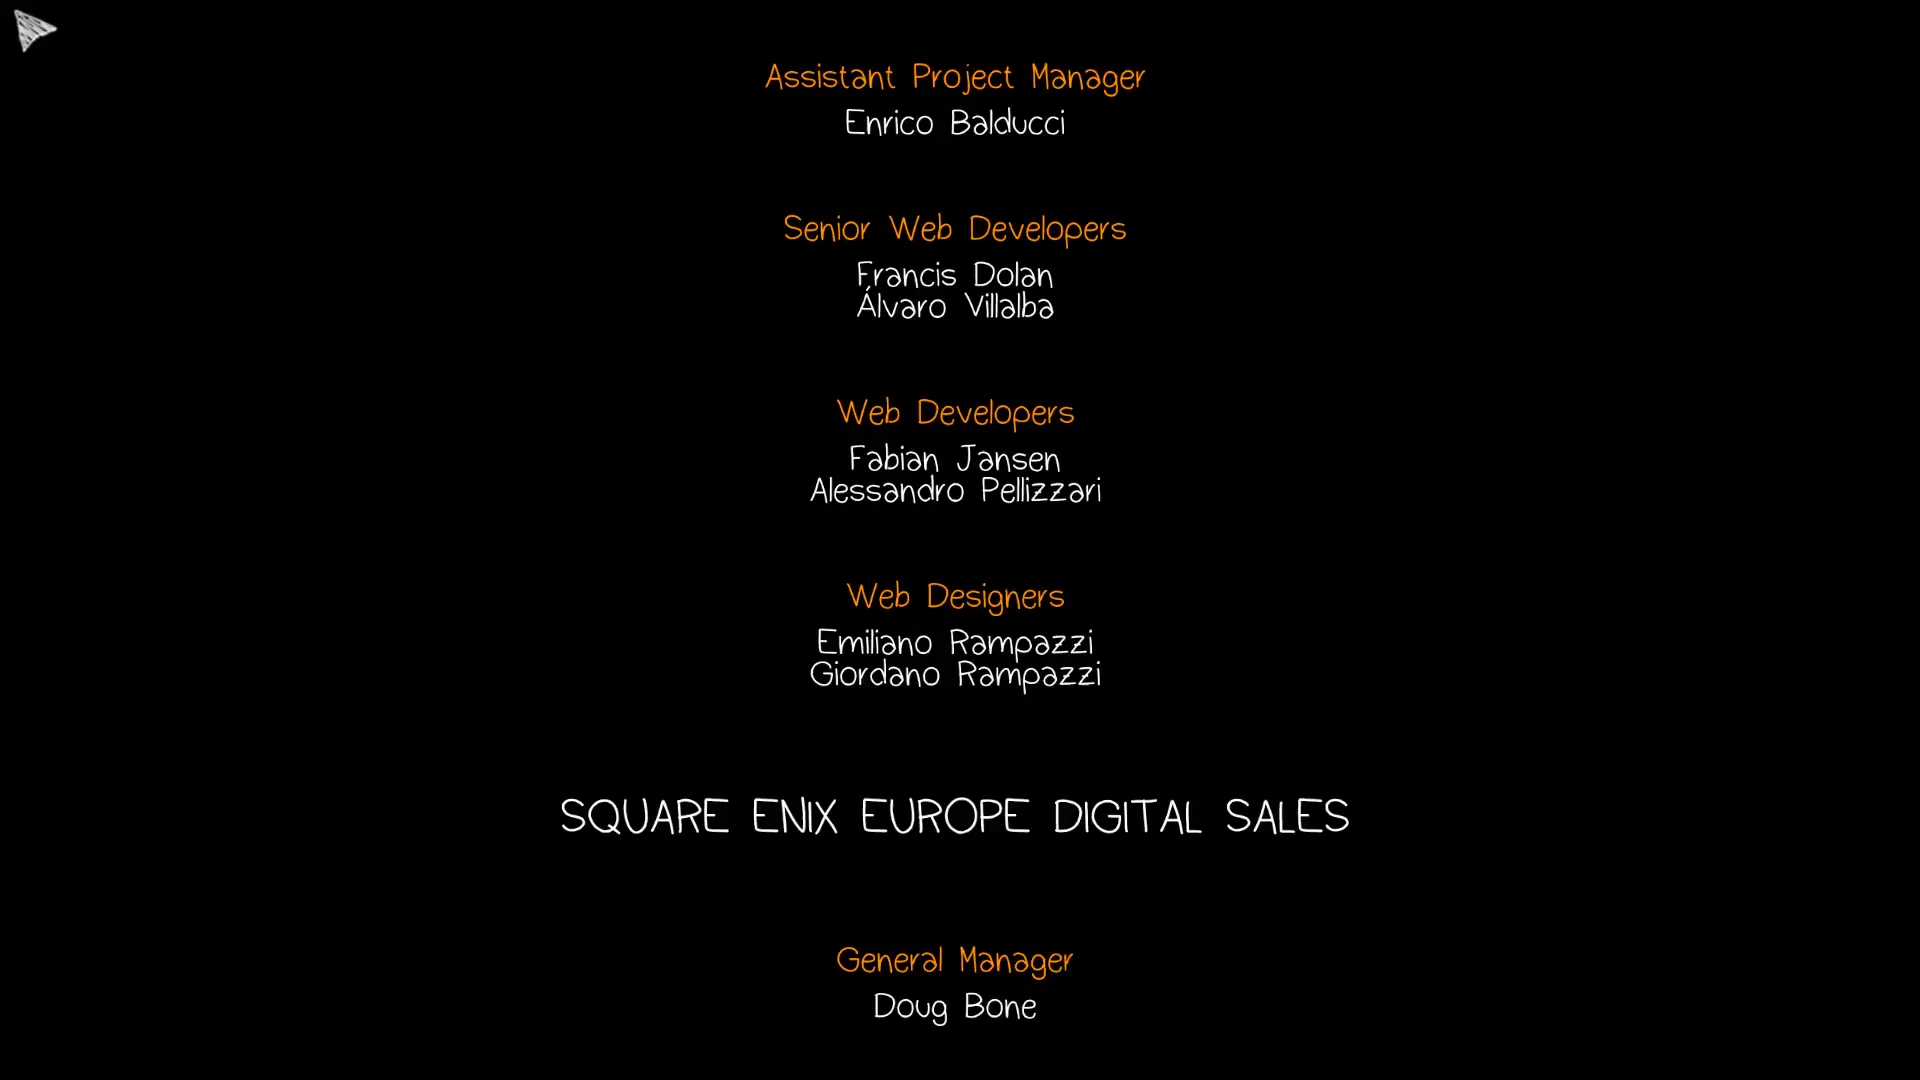 Assistant Project Manager
Enrico Balducci
Senior Web Developers
Francis Dolan
Álvaro Villalba
Web Developers
Fabian Jansen
Alessandro Pellizzari
Web Designers
Emiliano Rampazzi
Giordano Rampazzi
SQUARE ENIX EUROPE DIGITAL SALES
General Manager
Doug Bone